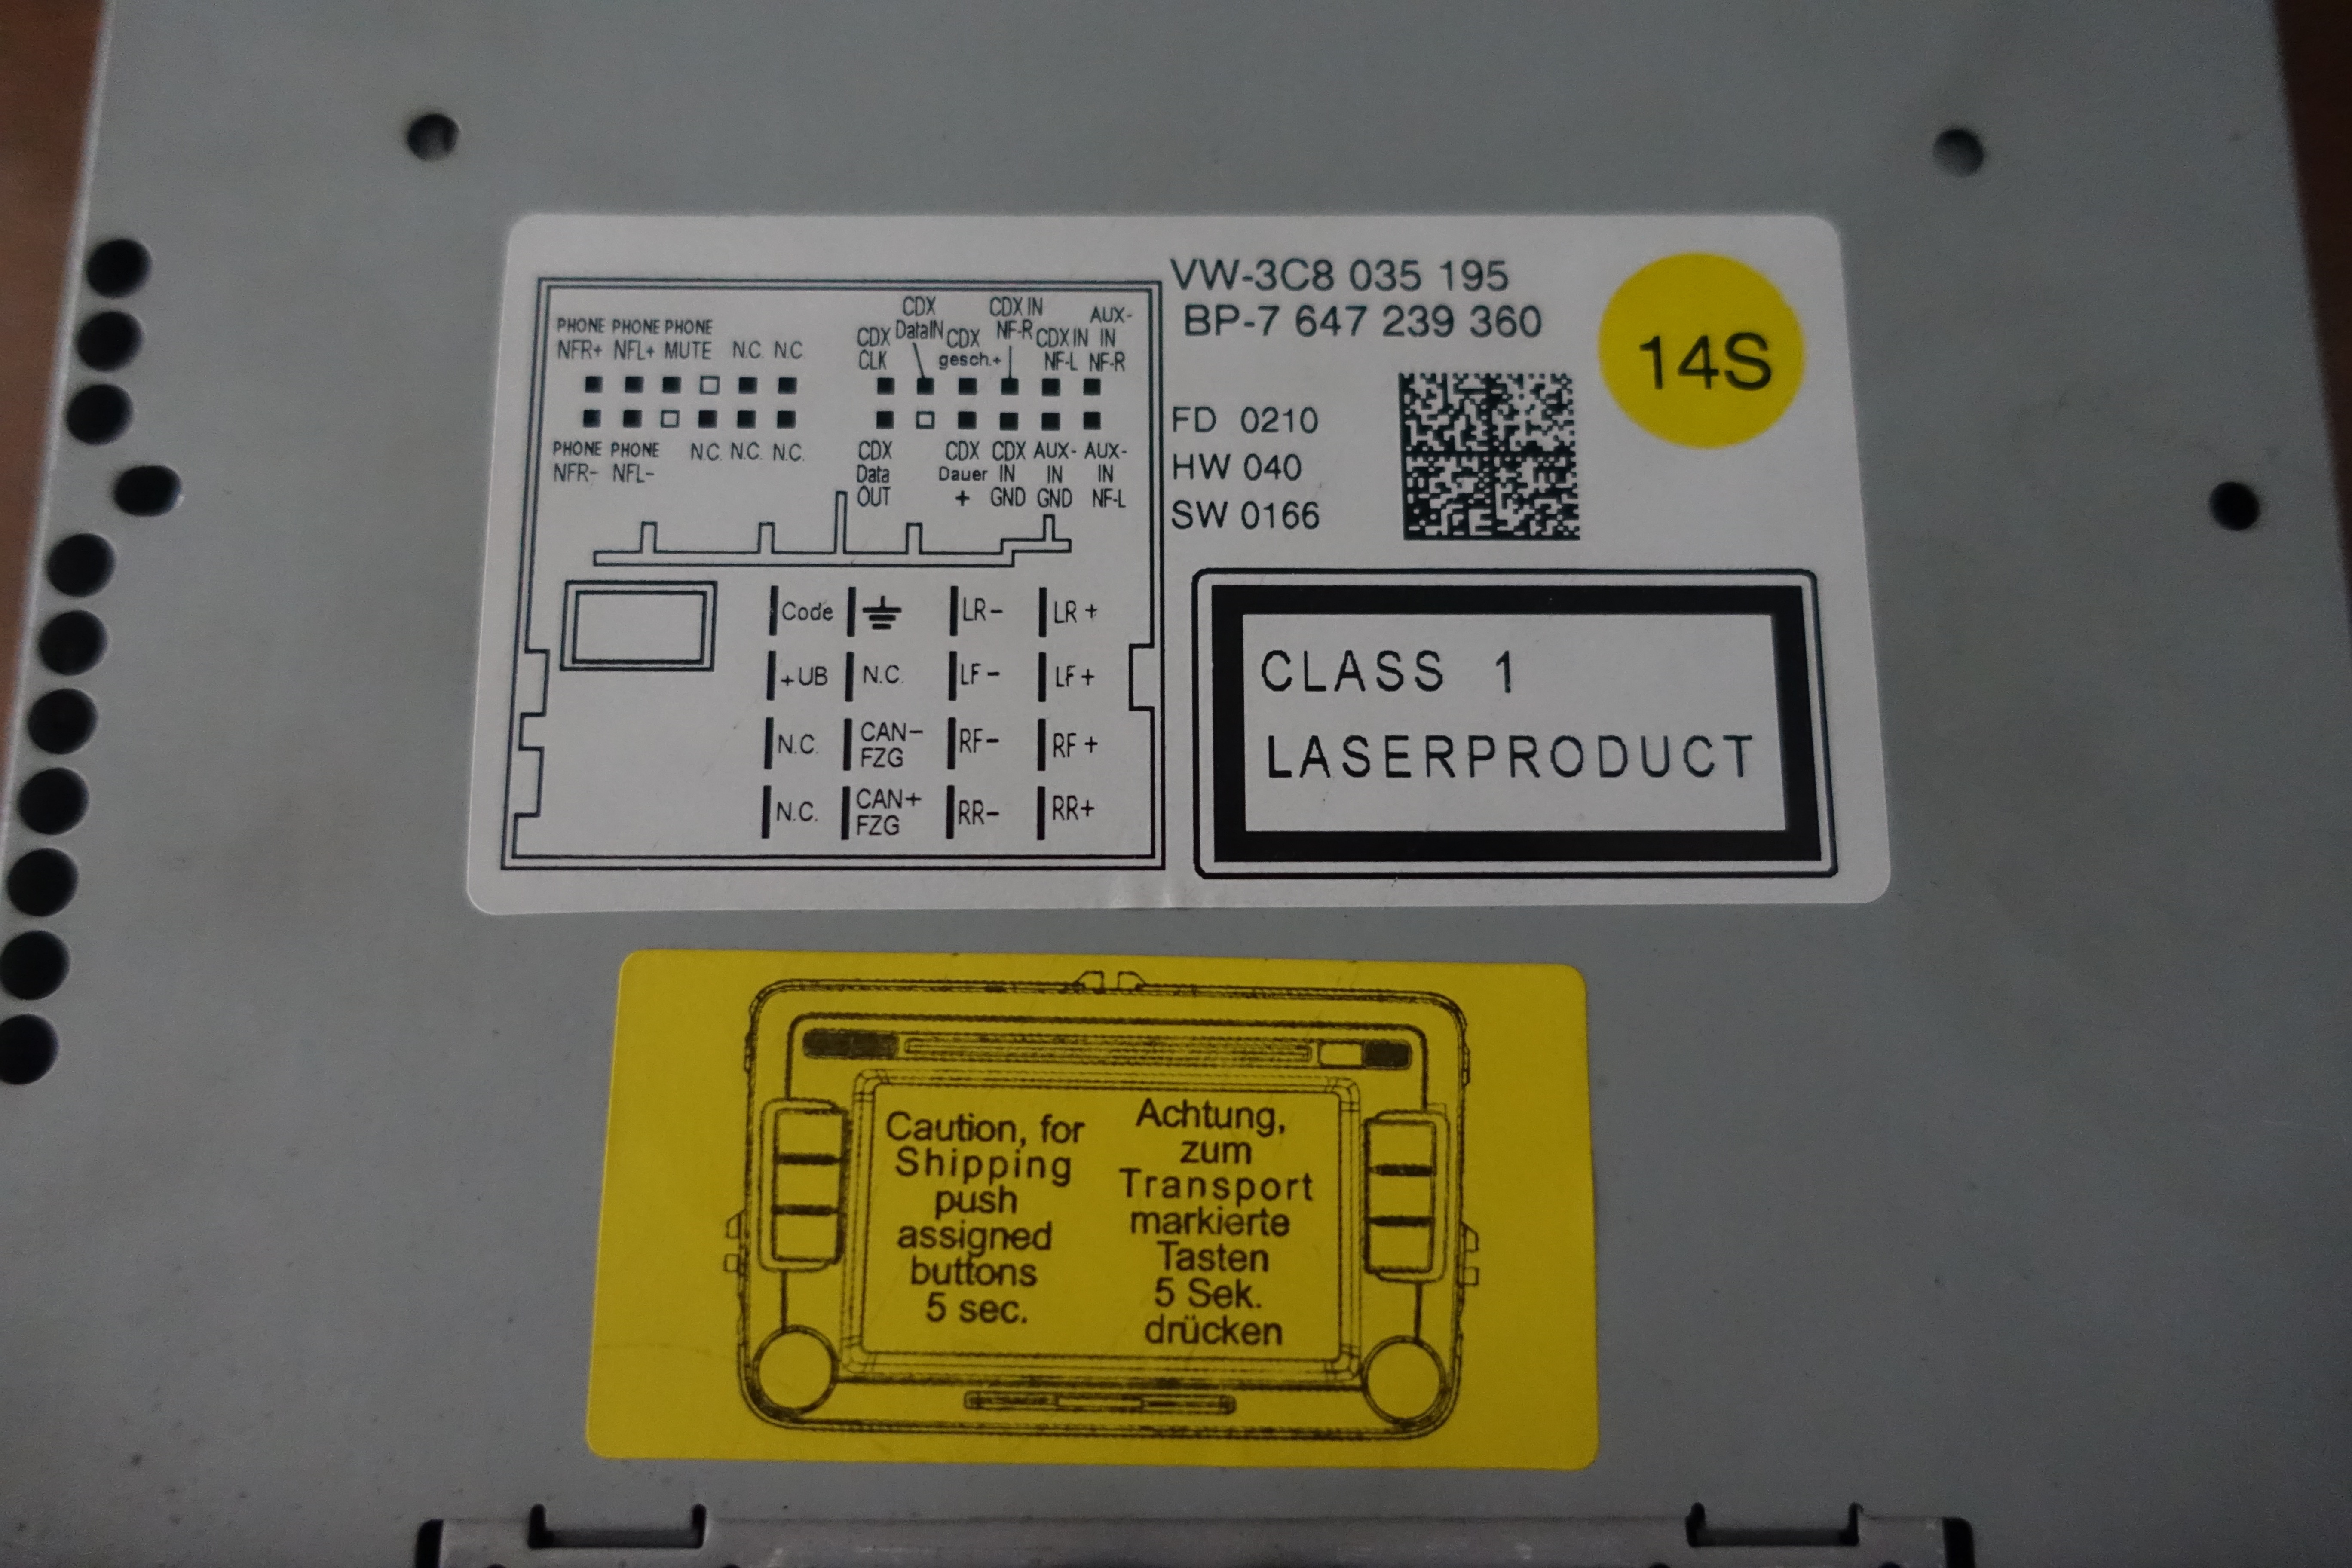 VW-3C8 035 195
BP-7 647 239 360
14S
FD 0210
HW 040
SW 0166
CDX CDX IN AUX-
PHONE PHONE PHONE CDX DataIN CDX NF-R CDX IN IN
NFR+ NFL+ MUTE N.C. N.C. CLK gesch.+ NF-L NF-R
PHONE PHONE N.C. N.C. N.C. CDX CDX CDX AUX- AUX-
NFR- NFL- Data Dauer IN IN IN
OUT + GND GND NF-L
Code LR- LR +
+UB N.C. LF- LF+
N.C. CAN- RF- RF +
FZG
N.C. CAN+ RR- RR+
FZG
CLASS 1
LASERPRODUCT
Caution, for
Shipping
push
assigned
buttons
5 sec.
Achtung,
zum
Transport
markierte
Tasten
5 Sek.
drücken